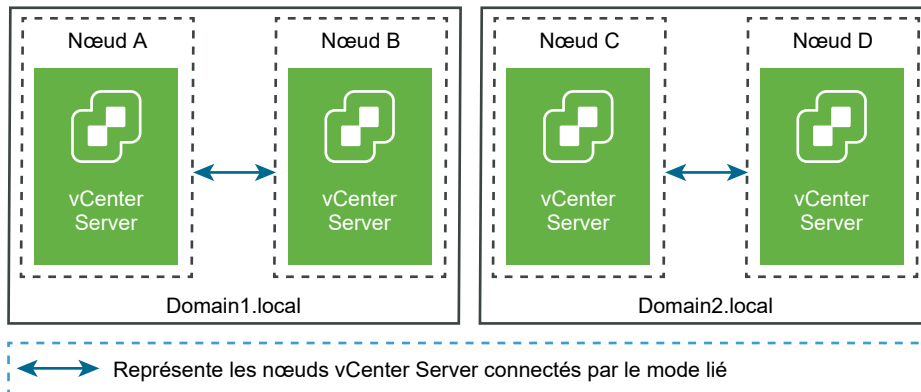 Nœud A
Nœud B
Nœud C
Nœud D
vCenter
Server
vCenter
Server
vCenter
Server
vCenter
Server
Domain1.local
Domain2.local
Représente les nœuds vCenter Server connectés par le mode lié